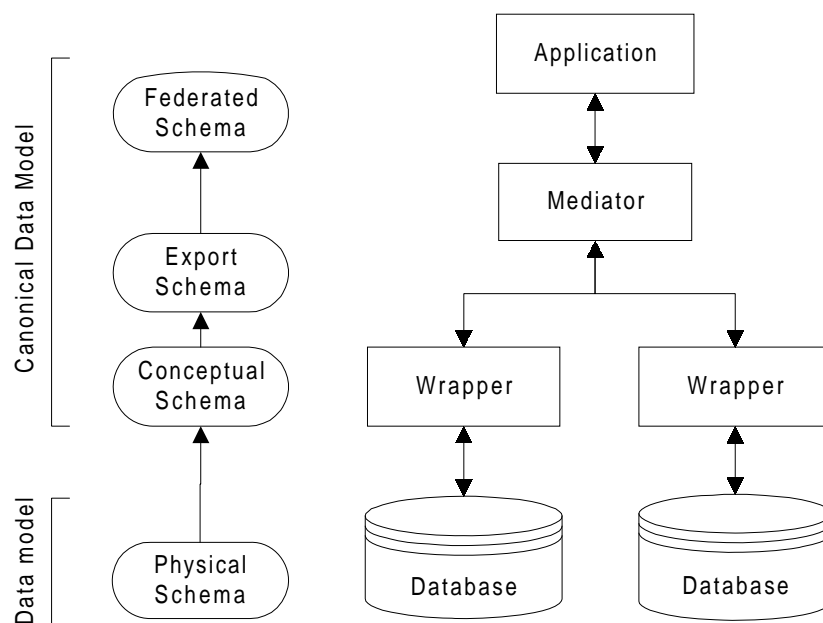 Canonical Data Model
Data model
Federated
Schema
Export
Schema
Conceptual
Schema
Physical
Schema
Application
Mediator
Wrapper
Wrapper
Database
Database